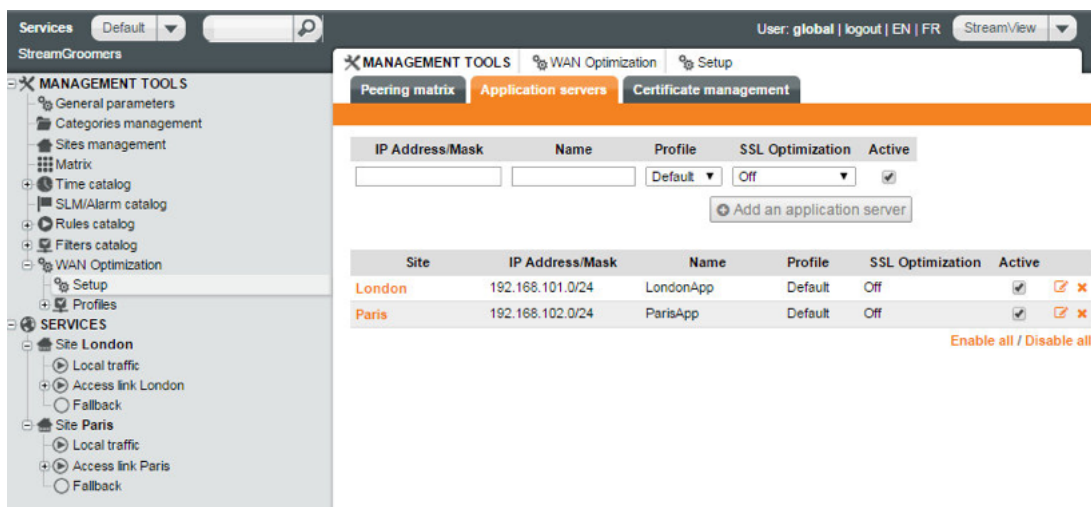 Services Default User: global | logout | EN | FR StreamView
StreamGroomers
MANAGEMENT TOOLS WAN Optimization Setup
Peering matrix Application servers Certificate management
MANAGEMENT TOOLS
General parameters
Categories management
Sites management
Matrix
Time catalog
SLM/Alarm catalog
Rules catalog
Filters catalog
WAN Optimization
Setup
Profiles
SERVICES
Site London
Local traffic
Access link London
Fallback
Site Paris
Local traffic
Access link Paris
Fallback
IP Address/Mask Name Profile SSL Optimization Active
Default Off
Add an application server
Site IP Address/Mask Name Profile SSL Optimization Active
London 192.168.101.0/24 LondonApp Default Off
Paris 192.168.102.0/24 ParisApp Default Off
Enable all / Disable all